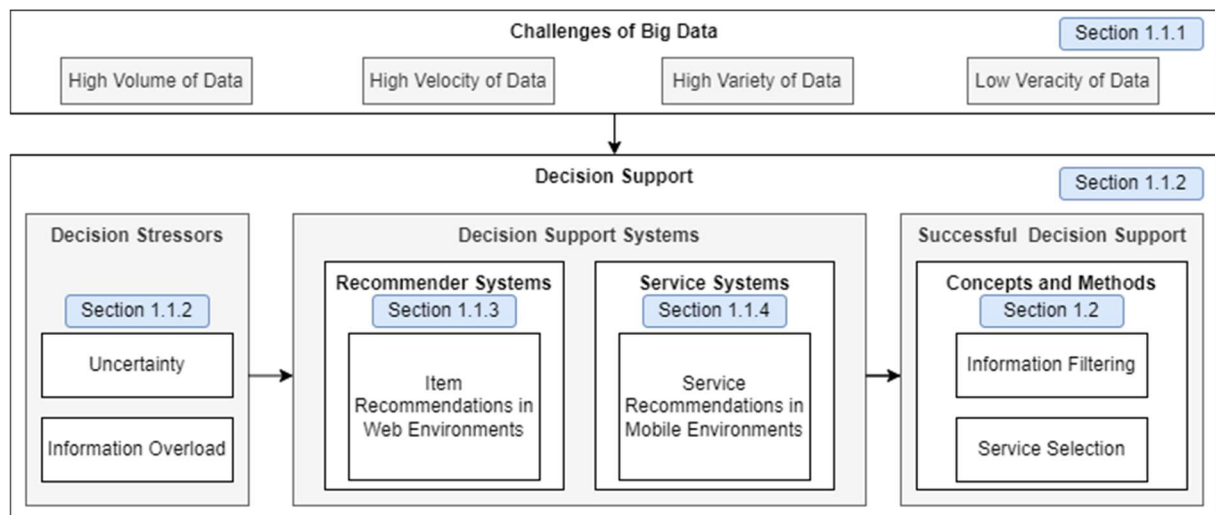 Challenges of Big Data
Section 1.1.1
High Volume of Data
High Velocity of Data
High Variety of Data
Low Veracity of Data
Decision Support
Section 1.1.2
Decision Stressors
Section 1.1.2
Uncertainty
Information Overload
Decision Support Systems
Recommender Systems
Section 1.1.3
Item
Recommendations in
Web Environments
Service Systems
Section 1.1.4
Service
Recommendations in
Mobile Environments
Successful Decision Support
Concepts and Methods
Section 1.2
Information Filtering
Service Selection